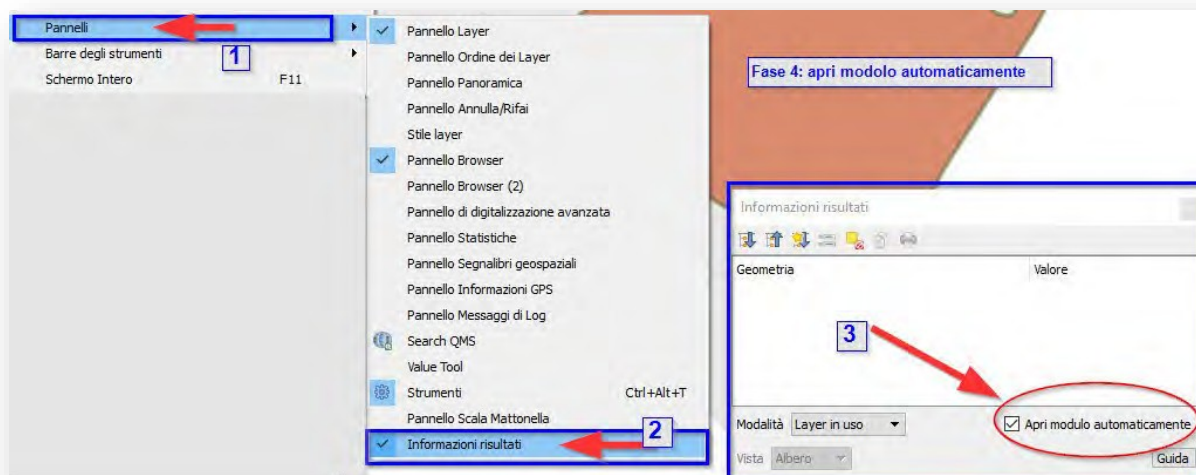 Pannelli
1
Barre degli strumenti
Schermo Intero F11
Pannello Layer
Pannello Ordine dei Layer
Pannello Panoramica
Pannello Annulla/Rifai
Stile layer
Pannello Browser
Pannello Browser (2)
Pannello di digitalizzazione avanzata
Pannello Statistiche
Pannello Segnalibri geospaziali
Pannello Informazioni GPS
Pannello Messaggi di Log
Search QMS
Value Tool
Strumenti Ctrl+Alt+T
Pannello Scala Mattonella
2
Informazioni risultati
Fase 4: apri modolo automaticamente
Informazioni risultati
Geometria Valore
3
Modalità Layer in uso Apri modulo automaticamente
Vista Albero Guida